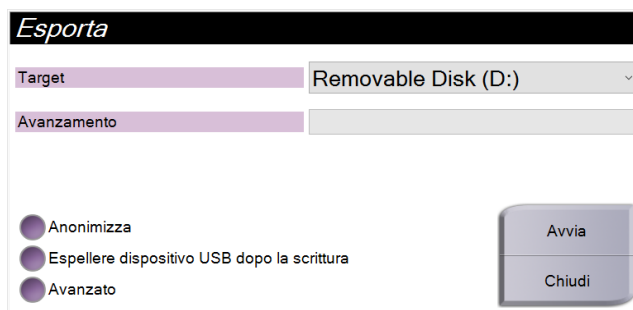 Esporta
Target
Removable Disk (D:)
Avanzamento
Anonimizza
Espellere dispositivo USB dopo la scrittura
Avanzato
Avvia
Chiudi